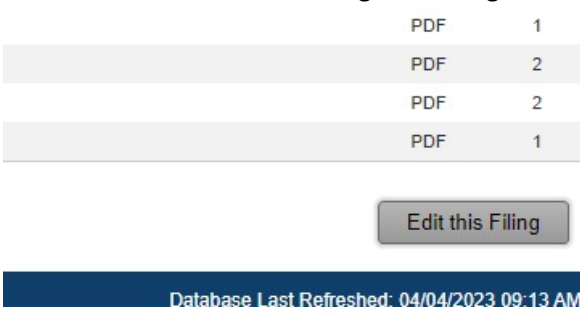 PDF 1
PDF 2
PDF 2
PDF 1
Edit this Filing
Database Last Refreshed: 04/04/2023 09:13 AM